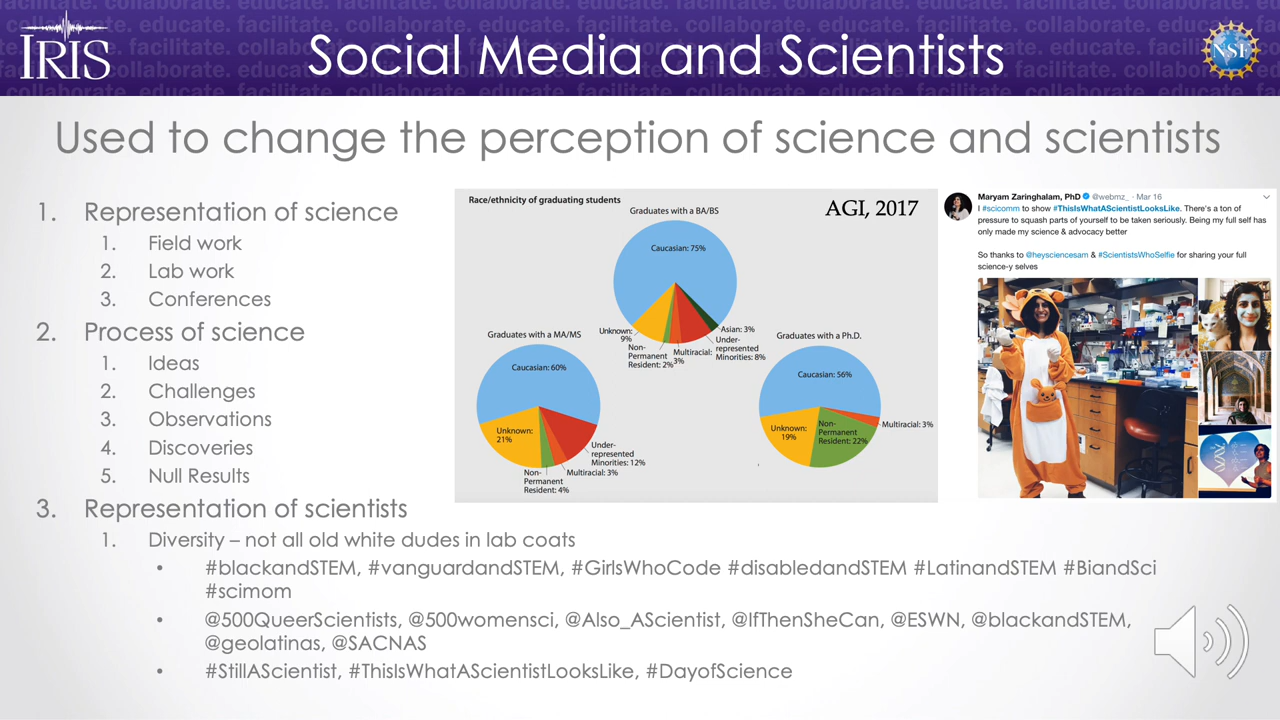 IRIS
Social Media and Scientists
NSF
Used to change the perception of science and scientists
1. Representation of science
1. Field work
2. Lab work
3. Conferences
2. Process of science
1. Ideas
2. Challenges
3. Observations
4. Discoveries
5. Null Results
3. Representation of scientists
1. Diversity – not all old white dudes in lab coats
• #blackandSTEM, #vanguardandSTEM, #GirlsWhoCode #disabledandSTEM #LatinandSTEM #BiandSci
#scimom
• @500QueerScientists, @500womensci, @Also_AScientist, @IfThenSheCan, @ESWN, @blackandSTEM,
@geolatinas, @SACNAS
• #StillAScientist, #ThisIsWhatAScientistLooksLike, #DayofScience
Race/ethnicity of graduating students
AGI, 2017
Graduates with a BA/BS
Caucasian: 75%
Unknown:
9%
Non-
Permanent
Resident: 2%
Multiracial:
3%
Under-
represented
Minorities: 8%
Asian: 3%
Graduates with a MA/MS
Caucasian: 60%
Unknown:
21%
Non-
Permanent
Resident: 4%
Multiracial: 3%
Under-
represented
Minorities: 12%
Graduates with a Ph.D.
Caucasian: 56%
Unknown:
19%
Non-
Permanent
Resident: 22%
Multiracial: 3%
Maryam Zaringhalam, PhD @webmz_ · Mar 16
I #scicomm to show #ThisIsWhatAScientistLooksLike. There's a ton of
pressure to squash parts of yourself to be taken seriously. Being my full self has
only made my science & advocacy better
So thanks to @heysciencesam & #ScientistsWhoSelfie for sharing your full
science-y selves